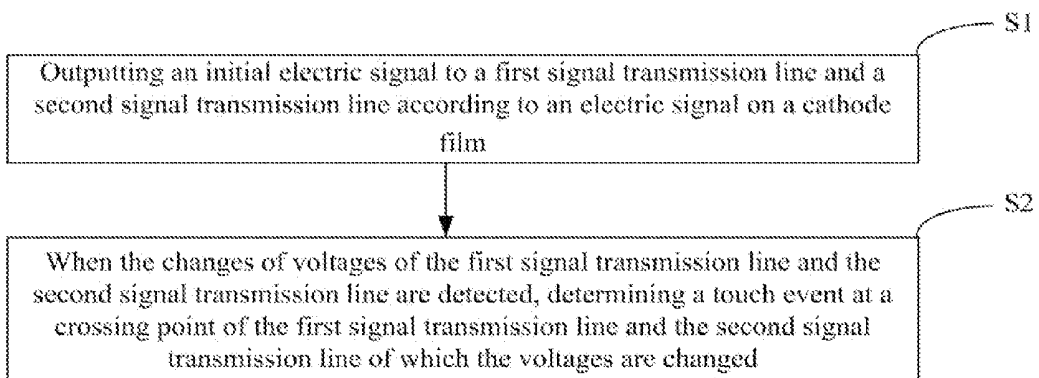 S1
Outputting an initial electric signal to a first signal transmission line and a
second signal transmission line according to an electric signal on a cathode
film
S2
When the changes of voltages of the first signal transmission line and the
second signal transmission line are detected, determining a touch event at a
crossing point of the first signal transmission line and the second signal
transmission line of which the voltages are changed